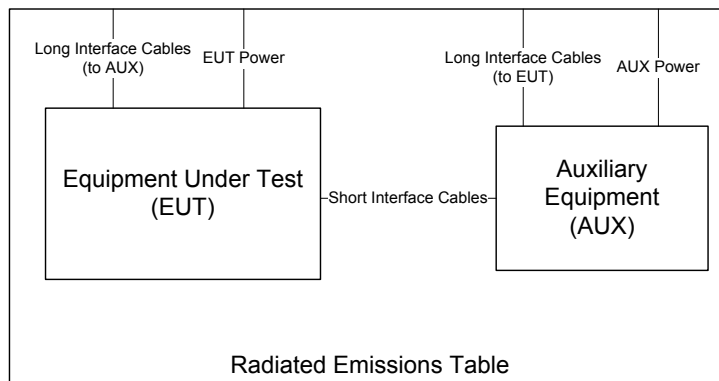 Long Interface Cables
(to AUX)
EUT Power
Long Interface Cables
(to EUT)
AUX Power
Equipment Under Test
(EUT)
Short Interface Cables
Auxiliary
Equipment
(AUX)
Radiated Emissions Table